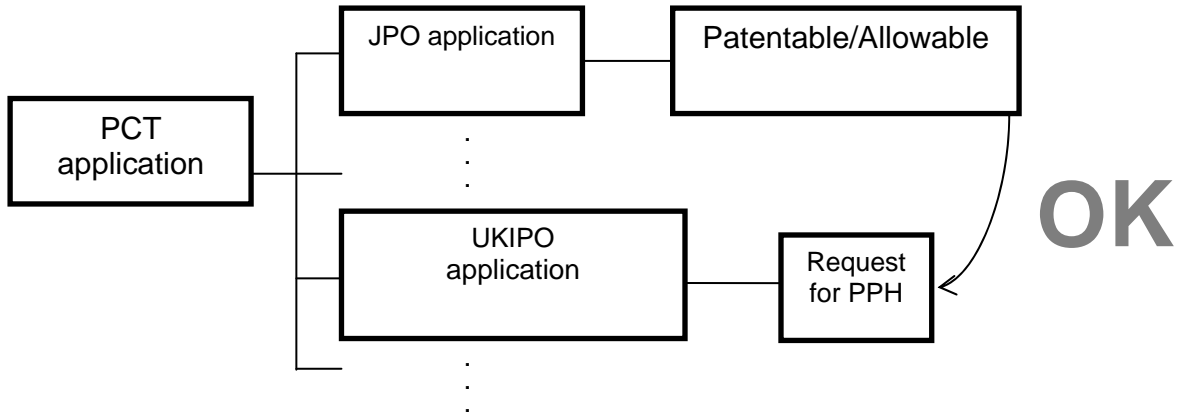 JPO application
Patentable/Allowable
PCT
application
OK
UKIPO
application
Request
for PPH